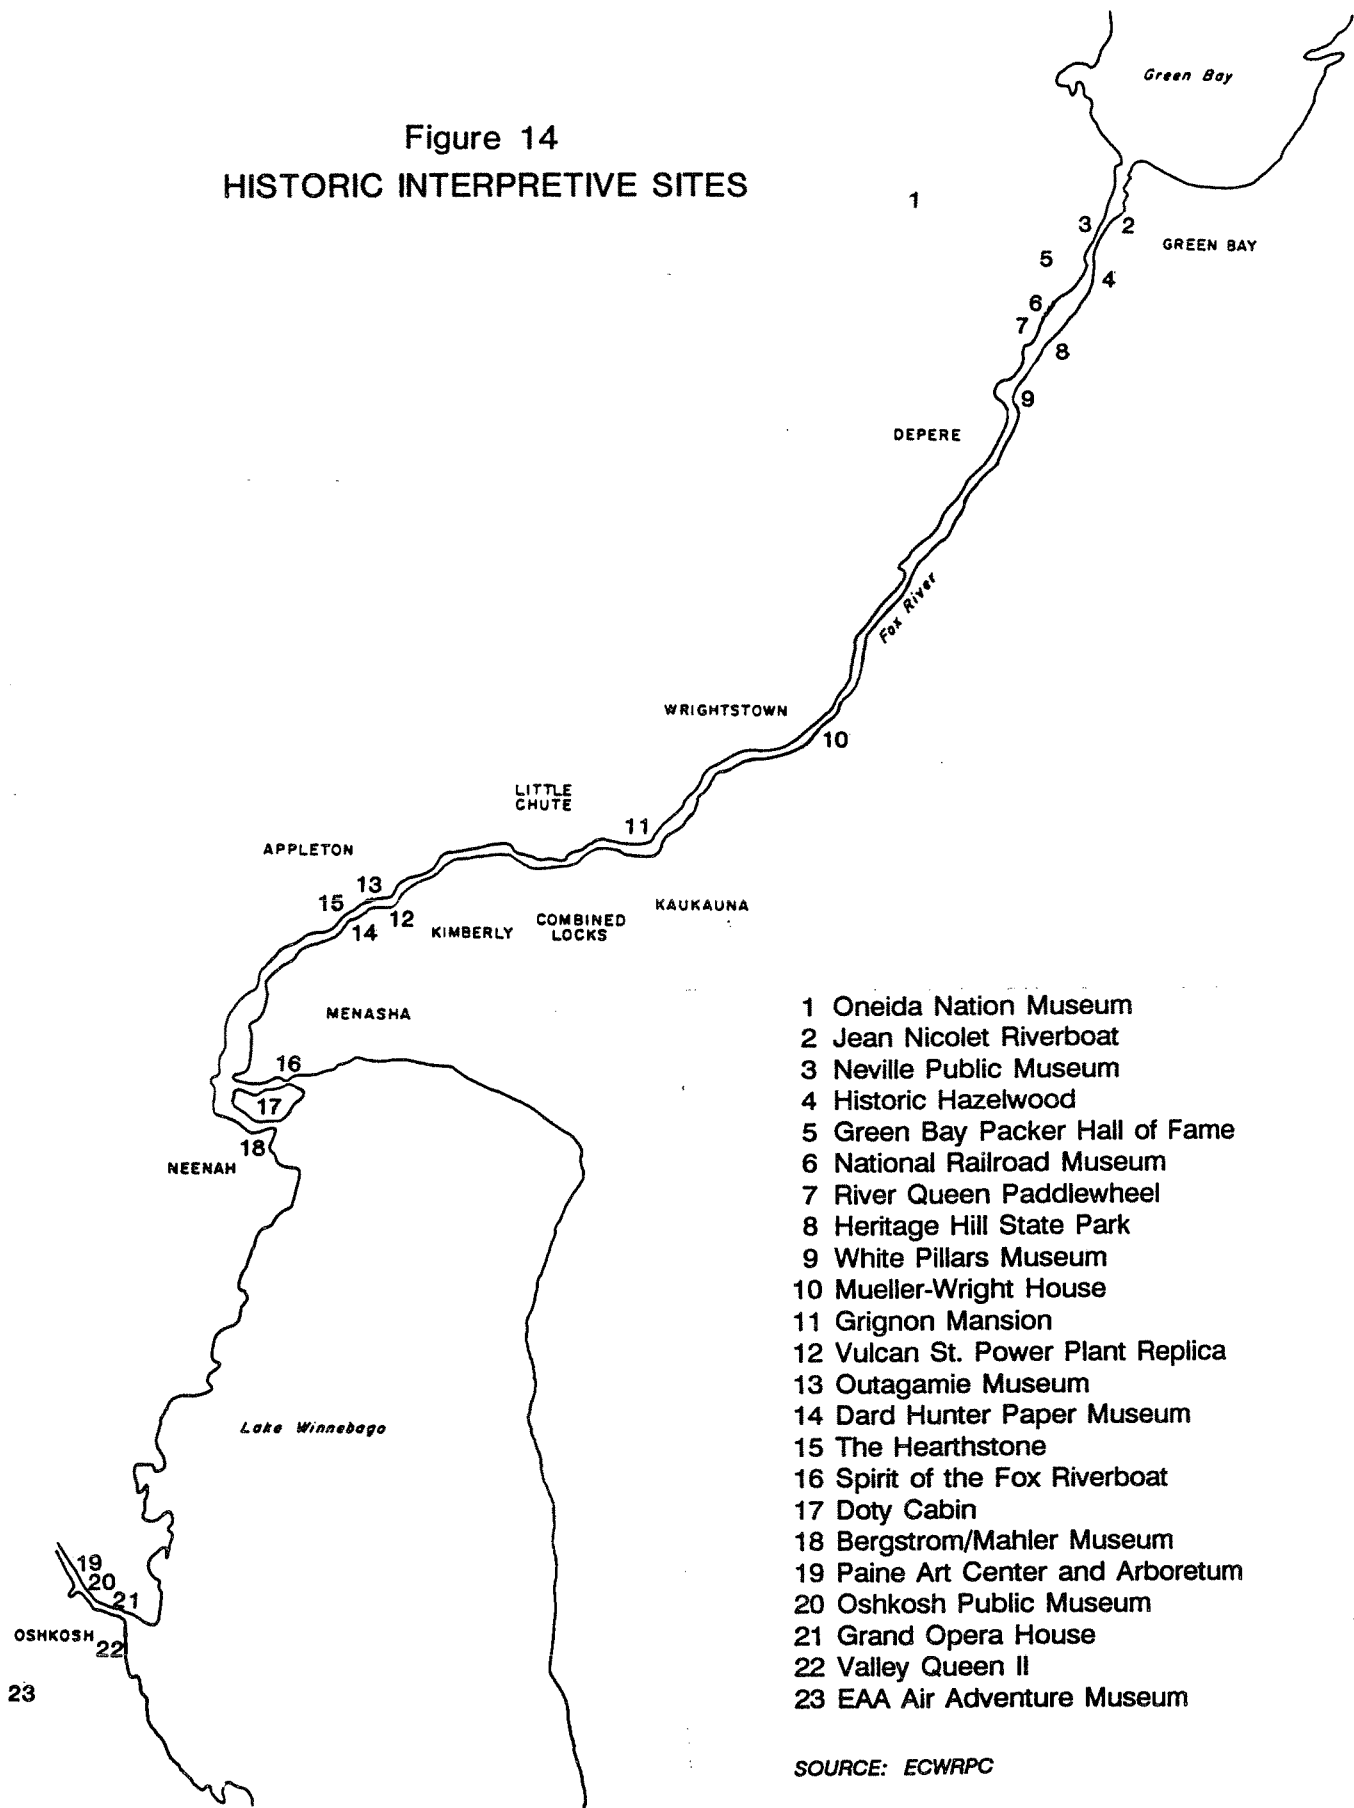 Green Bay
Figure 14
HISTORIC INTERPRETIVE SITES
1
3
2
GREEN BAY
5
4
6
7
8
9
DEPERE
Fox River
WRIGHTSTOWN
10
LITTLE
CHUTE
11
APPLETON
13
15
12
14
KIMBERLY
COMBINED
LOCKS
KAUKAUNA
MENASHA
16
17
18
NEENAH
Lake Winnebago
19
20
21
OSHKOSH
22
23
1 Oneida Nation Museum
2 Jean Nicolet Riverboat
3 Neville Public Museum
4 Historic Hazelwood
5 Green Bay Packer Hall of Fame
6 National Railroad Museum
7 River Queen Paddlewheel
8 Heritage Hill State Park
9 White Pillars Museum
10 Mueller-Wright House
11 Grignon Mansion
12 Vulcan St. Power Plant Replica
13 Outagamie Museum
14 Dard Hunter Paper Museum
15 The Hearthstone
16 Spirit of the Fox Riverboat
17 Doty Cabin
18 Bergstrom/Mahler Museum
19 Paine Art Center and Arboretum
20 Oshkosh Public Museum
21 Grand Opera House
22 Valley Queen II
23 EAA Air Adventure Museum
SOURCE: ECWRPC